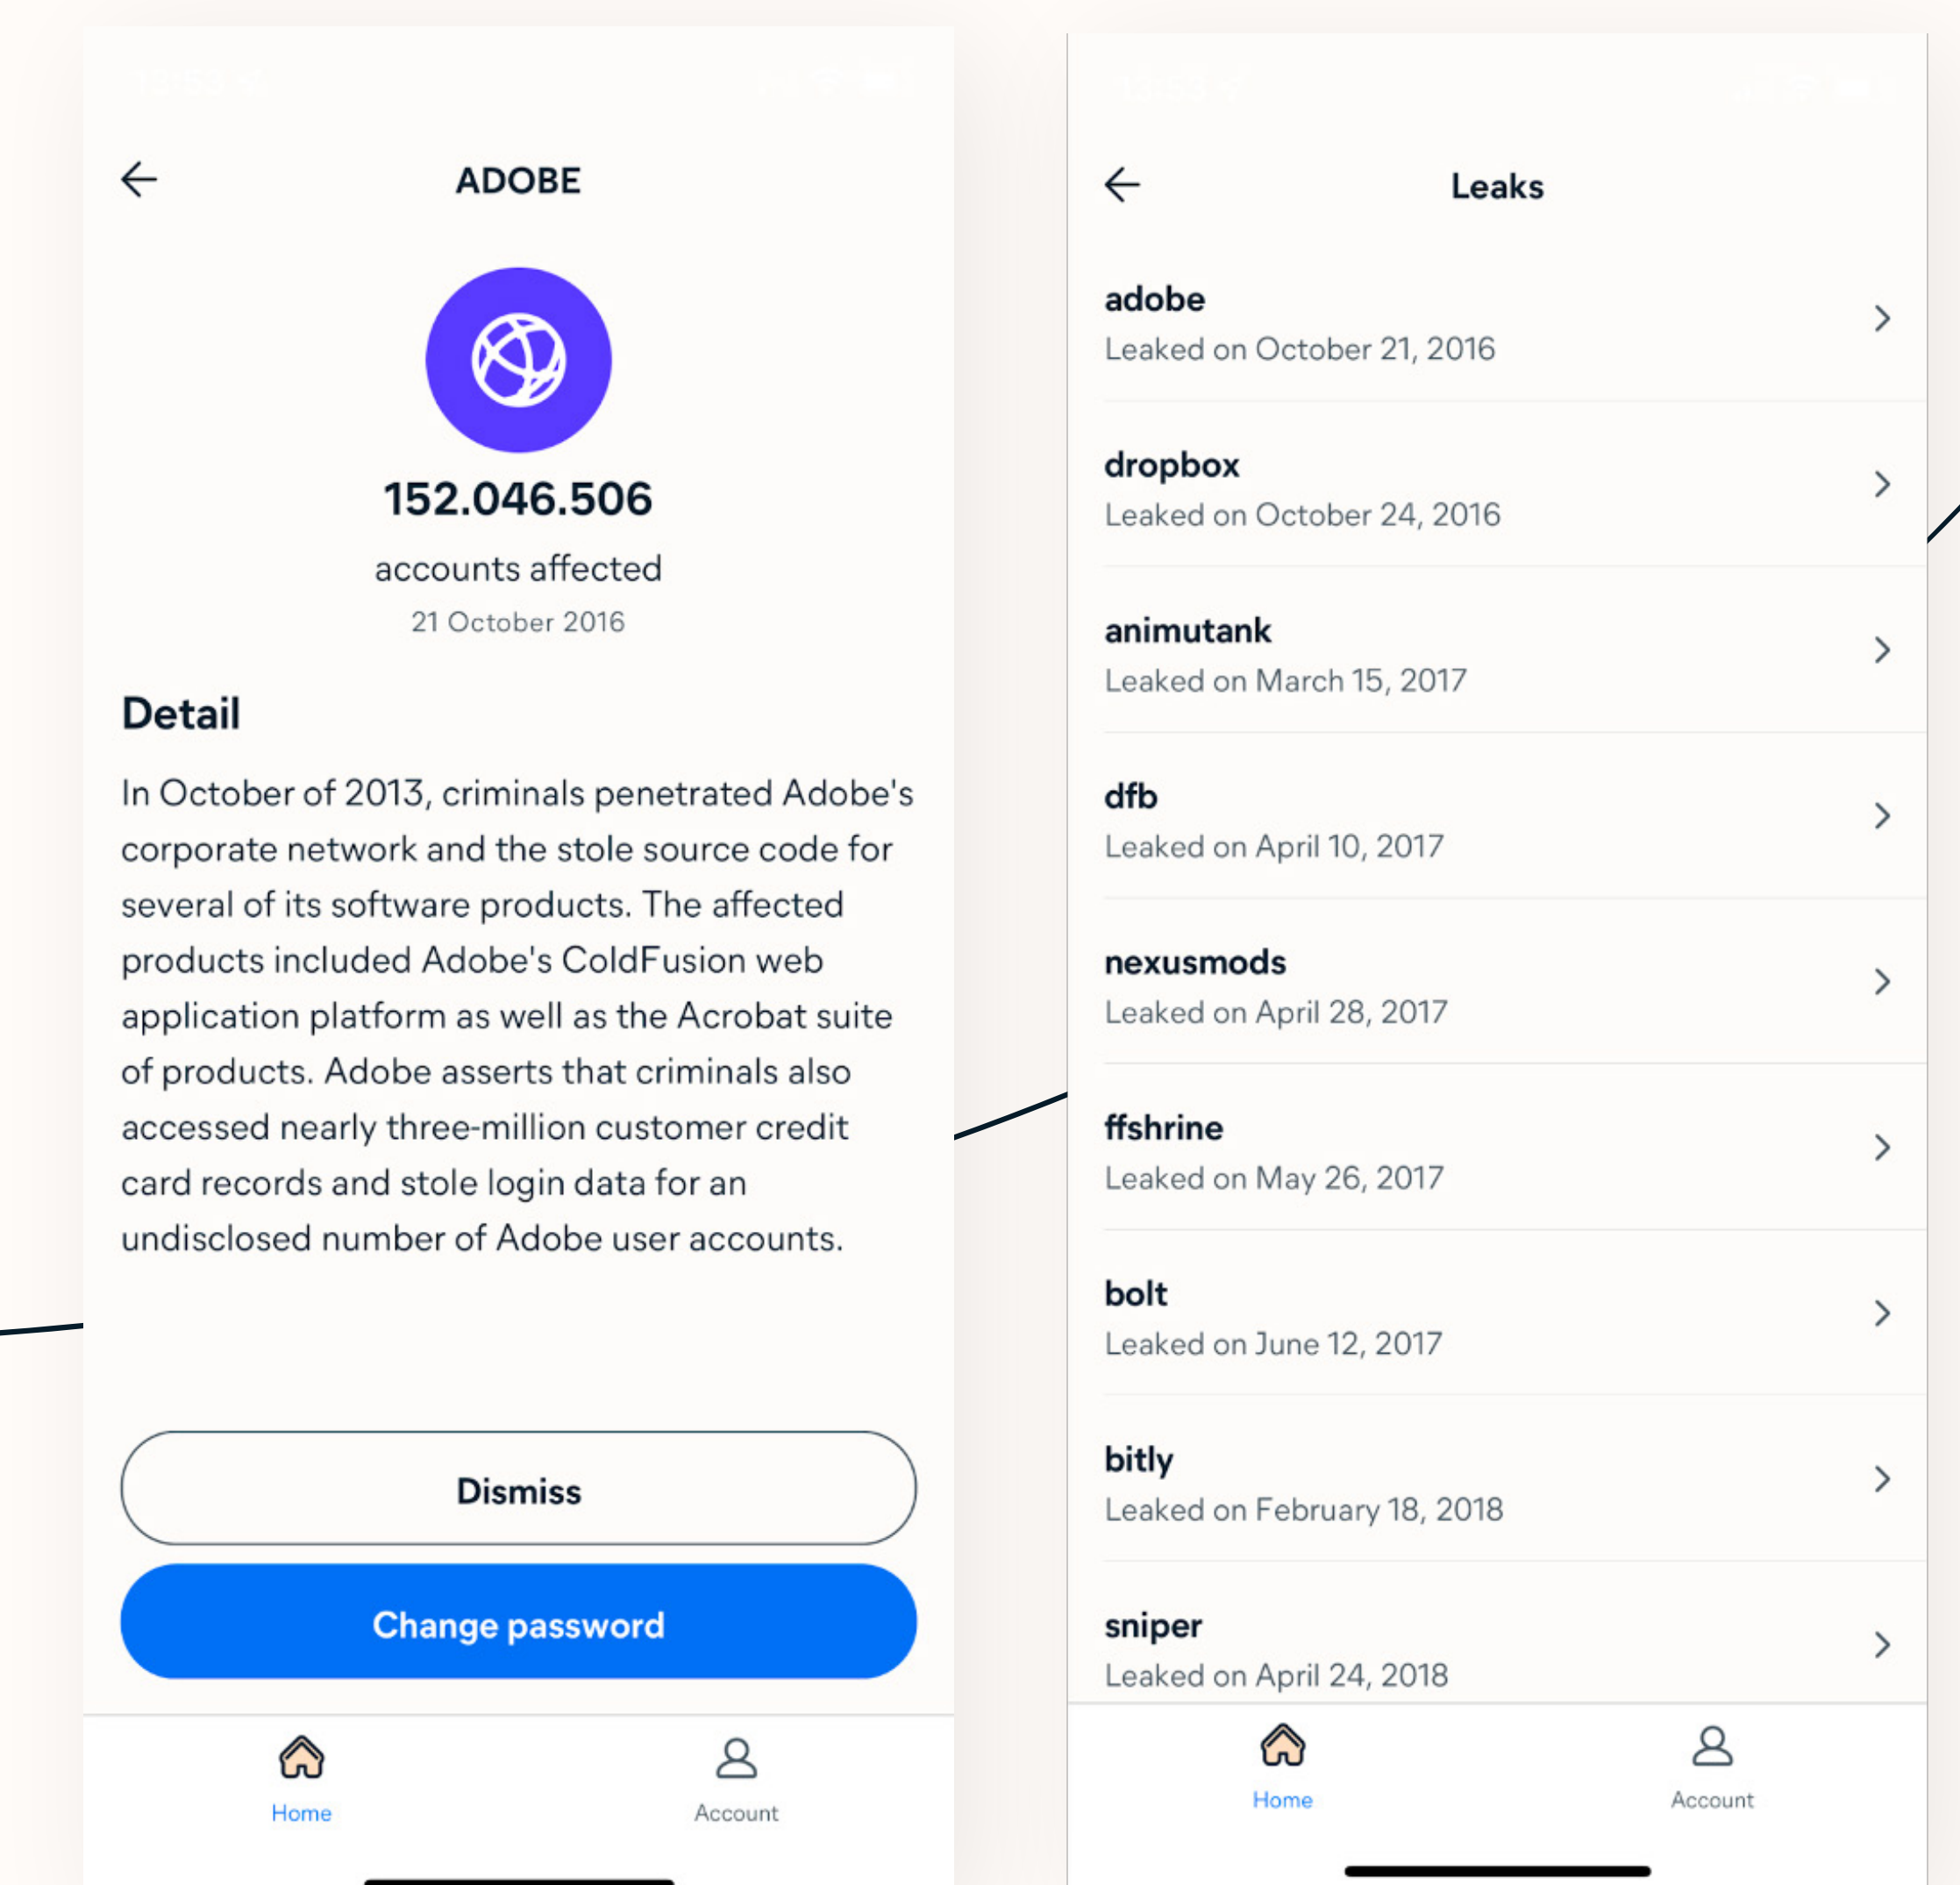 ADOBE
152.046.506
accounts affected
21 October 2016
Detail
In October of 2013, criminals penetrated Adobe's
corporate network and the stole source code for
several of its software products. The affected
products included Adobe's ColdFusion web
application platform as well as the Acrobat suite
of products. Adobe asserts that criminals also
accessed nearly three-million customer credit
card records and stole login data for an
undisclosed number of Adobe user accounts.
Dismiss
Change password
Home
Account
Leaks
adobe
Leaked on October 21, 2016
dropbox
Leaked on October 24, 2016
animutank
Leaked on March 15, 2017
dfb
Leaked on April 10, 2017
nexusmods
Leaked on April 28, 2017
ffshrine
Leaked on May 26, 2017
bolt
Leaked on June 12, 2017
bitly
Leaked on February 18, 2018
sniper
Leaked on April 24, 2018
Home
Account